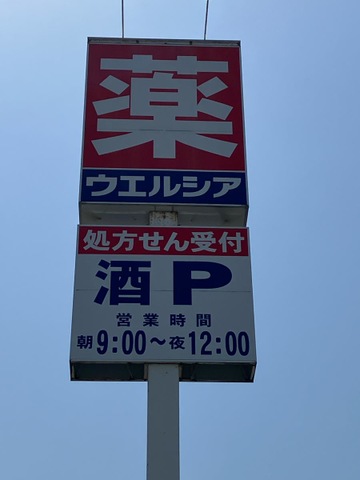 薬
ウエルシア
処方せん受付
酒 P
営業時間
朝9:00～夜12:00